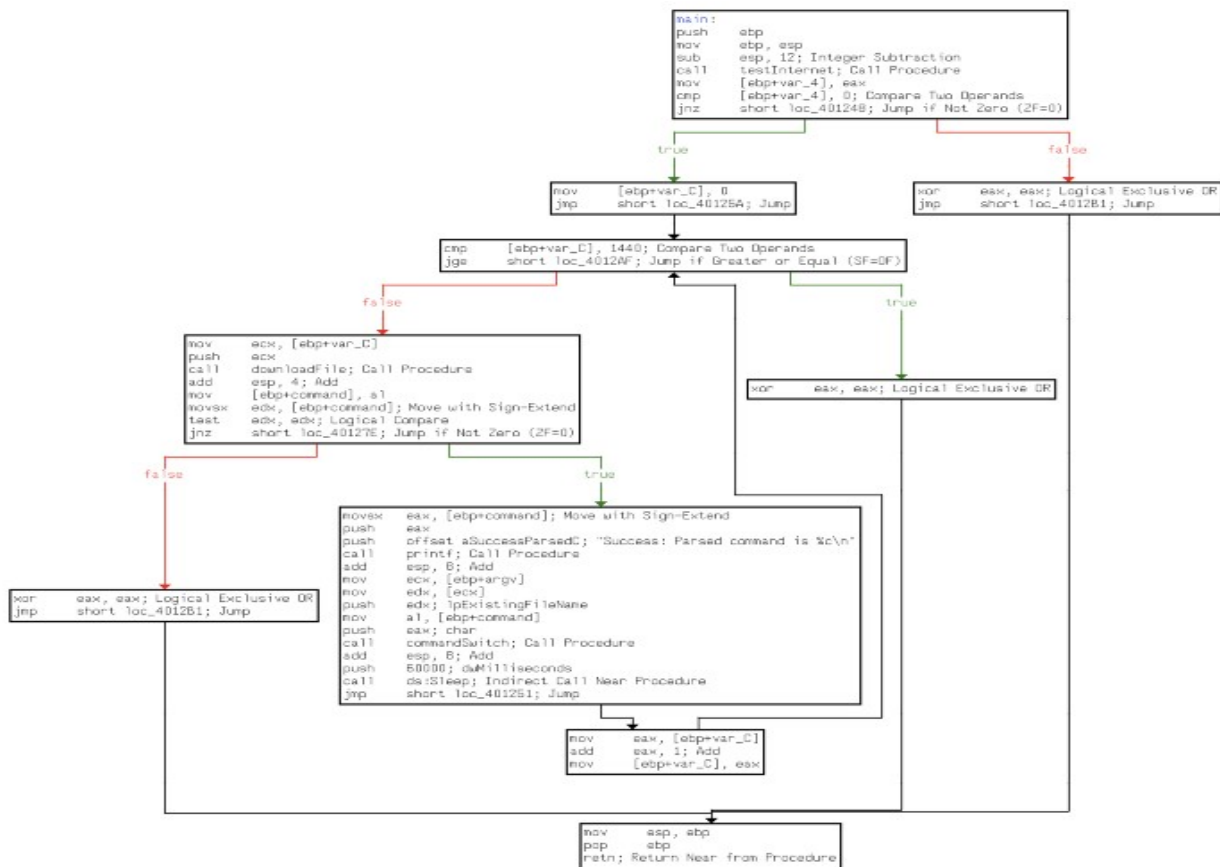 main:
push ebp
mov ebp, esp
sub esp, 12; Integer Subtraction
call testInternet; Call Procedure
mov [ebp+var_4], eax
cmp [ebp+var_4], 0; Compare Two Operands
jnz short loc_401248; Jump if Not Zero (ZF=0)
true
false
mov [ebp+var_C], 0
jmp short loc_40125A; Jump
xor eax, eax; Logical Exclusive OR
jmp short loc_4012B1; Jump
cmp [ebp+var_C], 1440; Compare Two Operands
jge short loc_4012AF; Jump if Greater or Equal (SF=OF)
false
true
mov ecx, [ebp+var_C]
push ecx
call downloadFile; Call Procedure
add esp, 4; Add
mov [ebp+command], al
movsx edx, [ebp+command]; Move with Sign-Extend
test edx, edx; Logical Compare
jnz short loc_40127E; Jump if Not Zero (ZF=0)
xor eax, eax; Logical Exclusive OR
false
true
movsx eax, [ebp+command]; Move with Sign-Extend
push eax
push offset aSuccessParsedC; "Success: Parsed command is %c\n"
call printf; Call Procedure
add esp, 8; Add
mov ecx, [ebp+argv]
mov edx, [ecx]
push edx; lpExistingFileName
mov al, [ebp+command]
push eax; char
call commandSwitch; Call Procedure
add esp, 8; Add
push 60000; dwMilliseconds
call ds:Sleep; Indirect Call Near Procedure
jmp short loc_401251; Jump
xor eax, eax; Logical Exclusive OR
jmp short loc_4012B1; Jump
mov eax, [ebp+var_C]
add eax, 1; Add
mov [ebp+var_C], eax
mov esp, ebp
pop ebp
retn; Return Near from Procedure